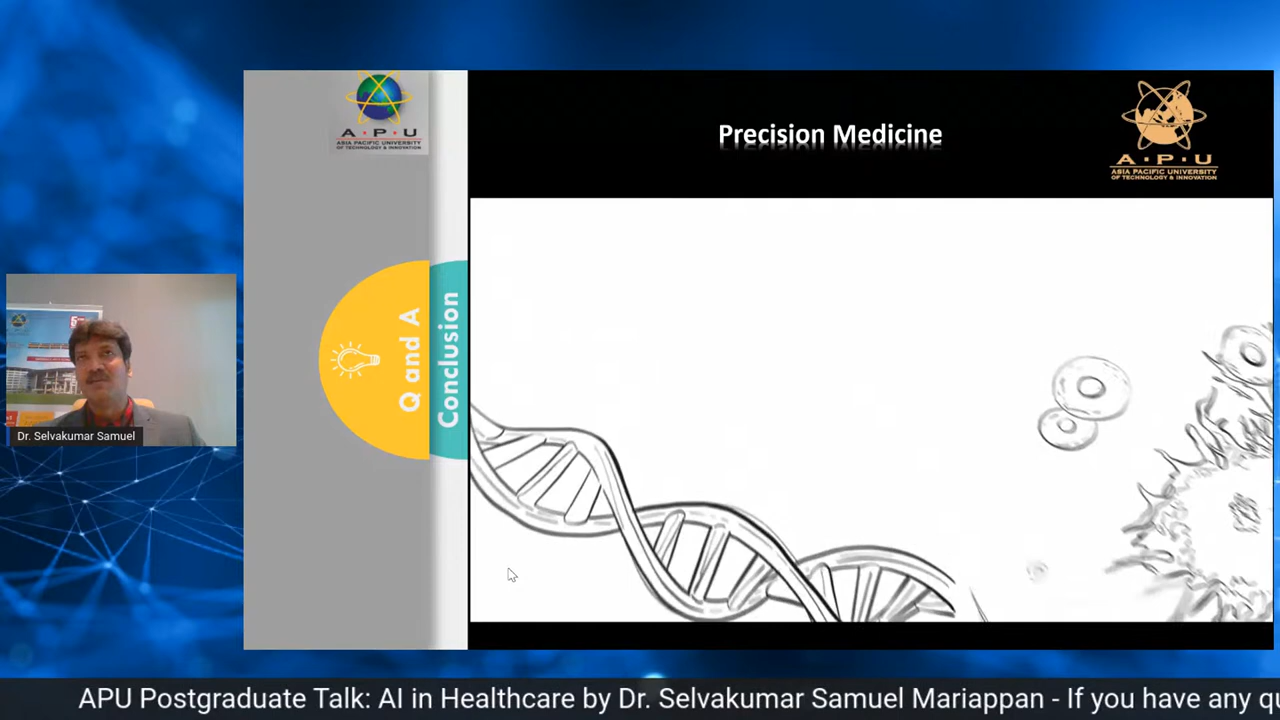 A·P·U
ASIA PACIFIC UNIVERSITY
OF TECHNOLOGY & INNOVATION
Precision Medicine
A·P·U
ASIA PACIFIC UNIVERSITY
OF TECHNOLOGY & INNOVATION
Q and A
Conclusion
Dr. Selvakumar Samuel
APU Postgraduate Talk: AI in Healthcare by Dr. Selvakumar Samuel Mariappan - If you have any qu